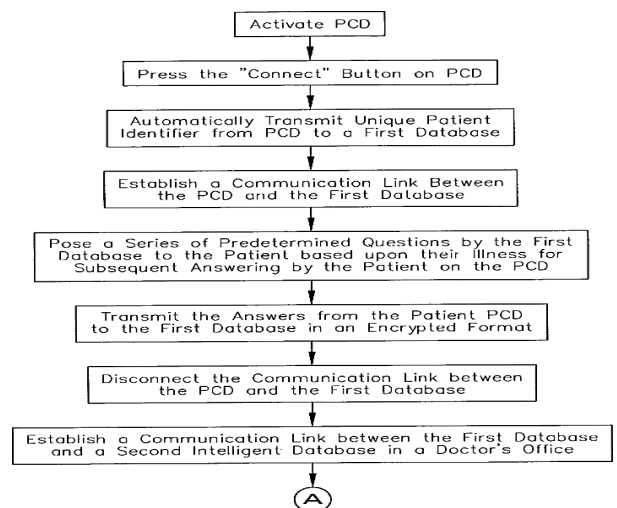 Activate PCD
Press the "Connect" Button on PCD
Automatically Transmit Unique Patient
Identifier from PCD to a First Database
Establish a Communication Link Between
the PCD and the First Database
Pose a Series of Predetermined Questions by the First
Database to the Patient based upon their Illness for
Subsequent Answering by the Patient on the PCD
Transmit the Answers from the Patient PCD
to the First Database in an Encrypted Format
Disconnect the Communication Link between
the PCD and the First Database
Establish a Communication Link between the First Database
and a Second Intelligent Database in a Doctor's Office
A